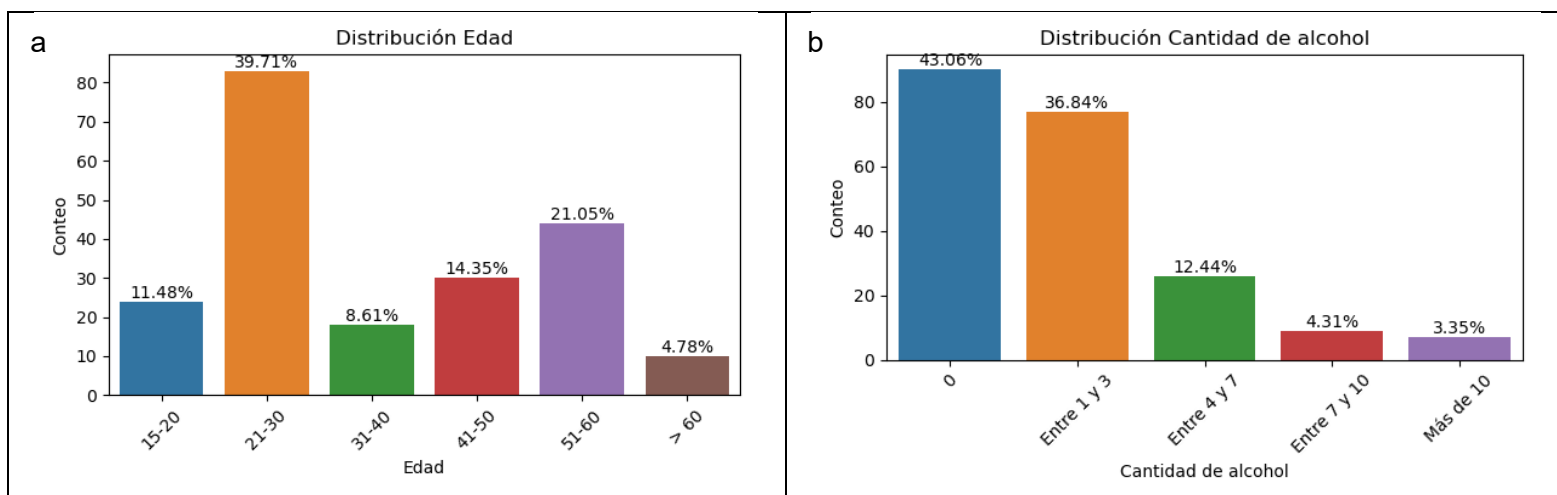 a
Distribución Edad
Conteo
80
70
60
50
40
30
20
10
0
11.48%
39.71%
8.61%
14.35%
21.05%
4.78%
15-20
21-30
31-40
41-50
51-60
> 60
Edad
b
Distribución Cantidad de alcohol
Conteo
80
60
40
20
0
43.06%
36.84%
12.44%
4.31%
3.35%
0
Entre 1 y 3
Entre 4 y 7
Entre 7 y 10
Más de 10
Cantidad de alcohol